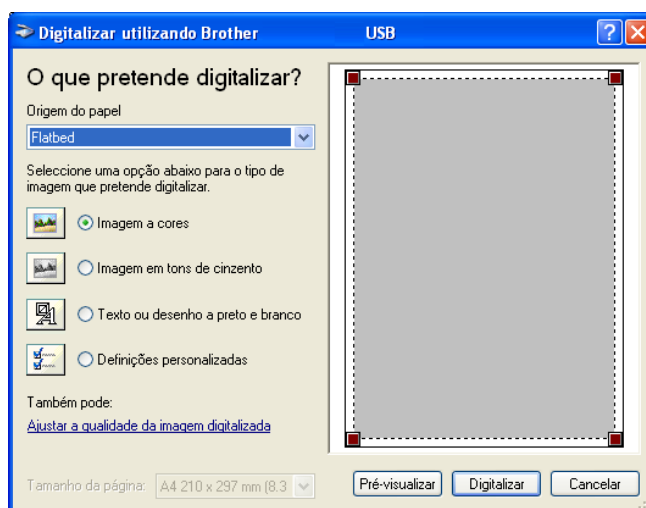 Digitalizar utilizando Brother USB
O que pretende digitalizar?
Origem do papel
Flatbed
Seleccione uma opção abaixo para o tipo de
imagem que pretende digitalizar.
Imagem a cores
Imagem em tons de cinzento
Texto ou desenho a preto e branco
Definições personalizadas
Também pode:
Ajustar a qualidade da imagem digitalizada
Tamanho da página: A4 210 x 297 mm (8.3
Pré-visualizar Digitalizar Cancelar